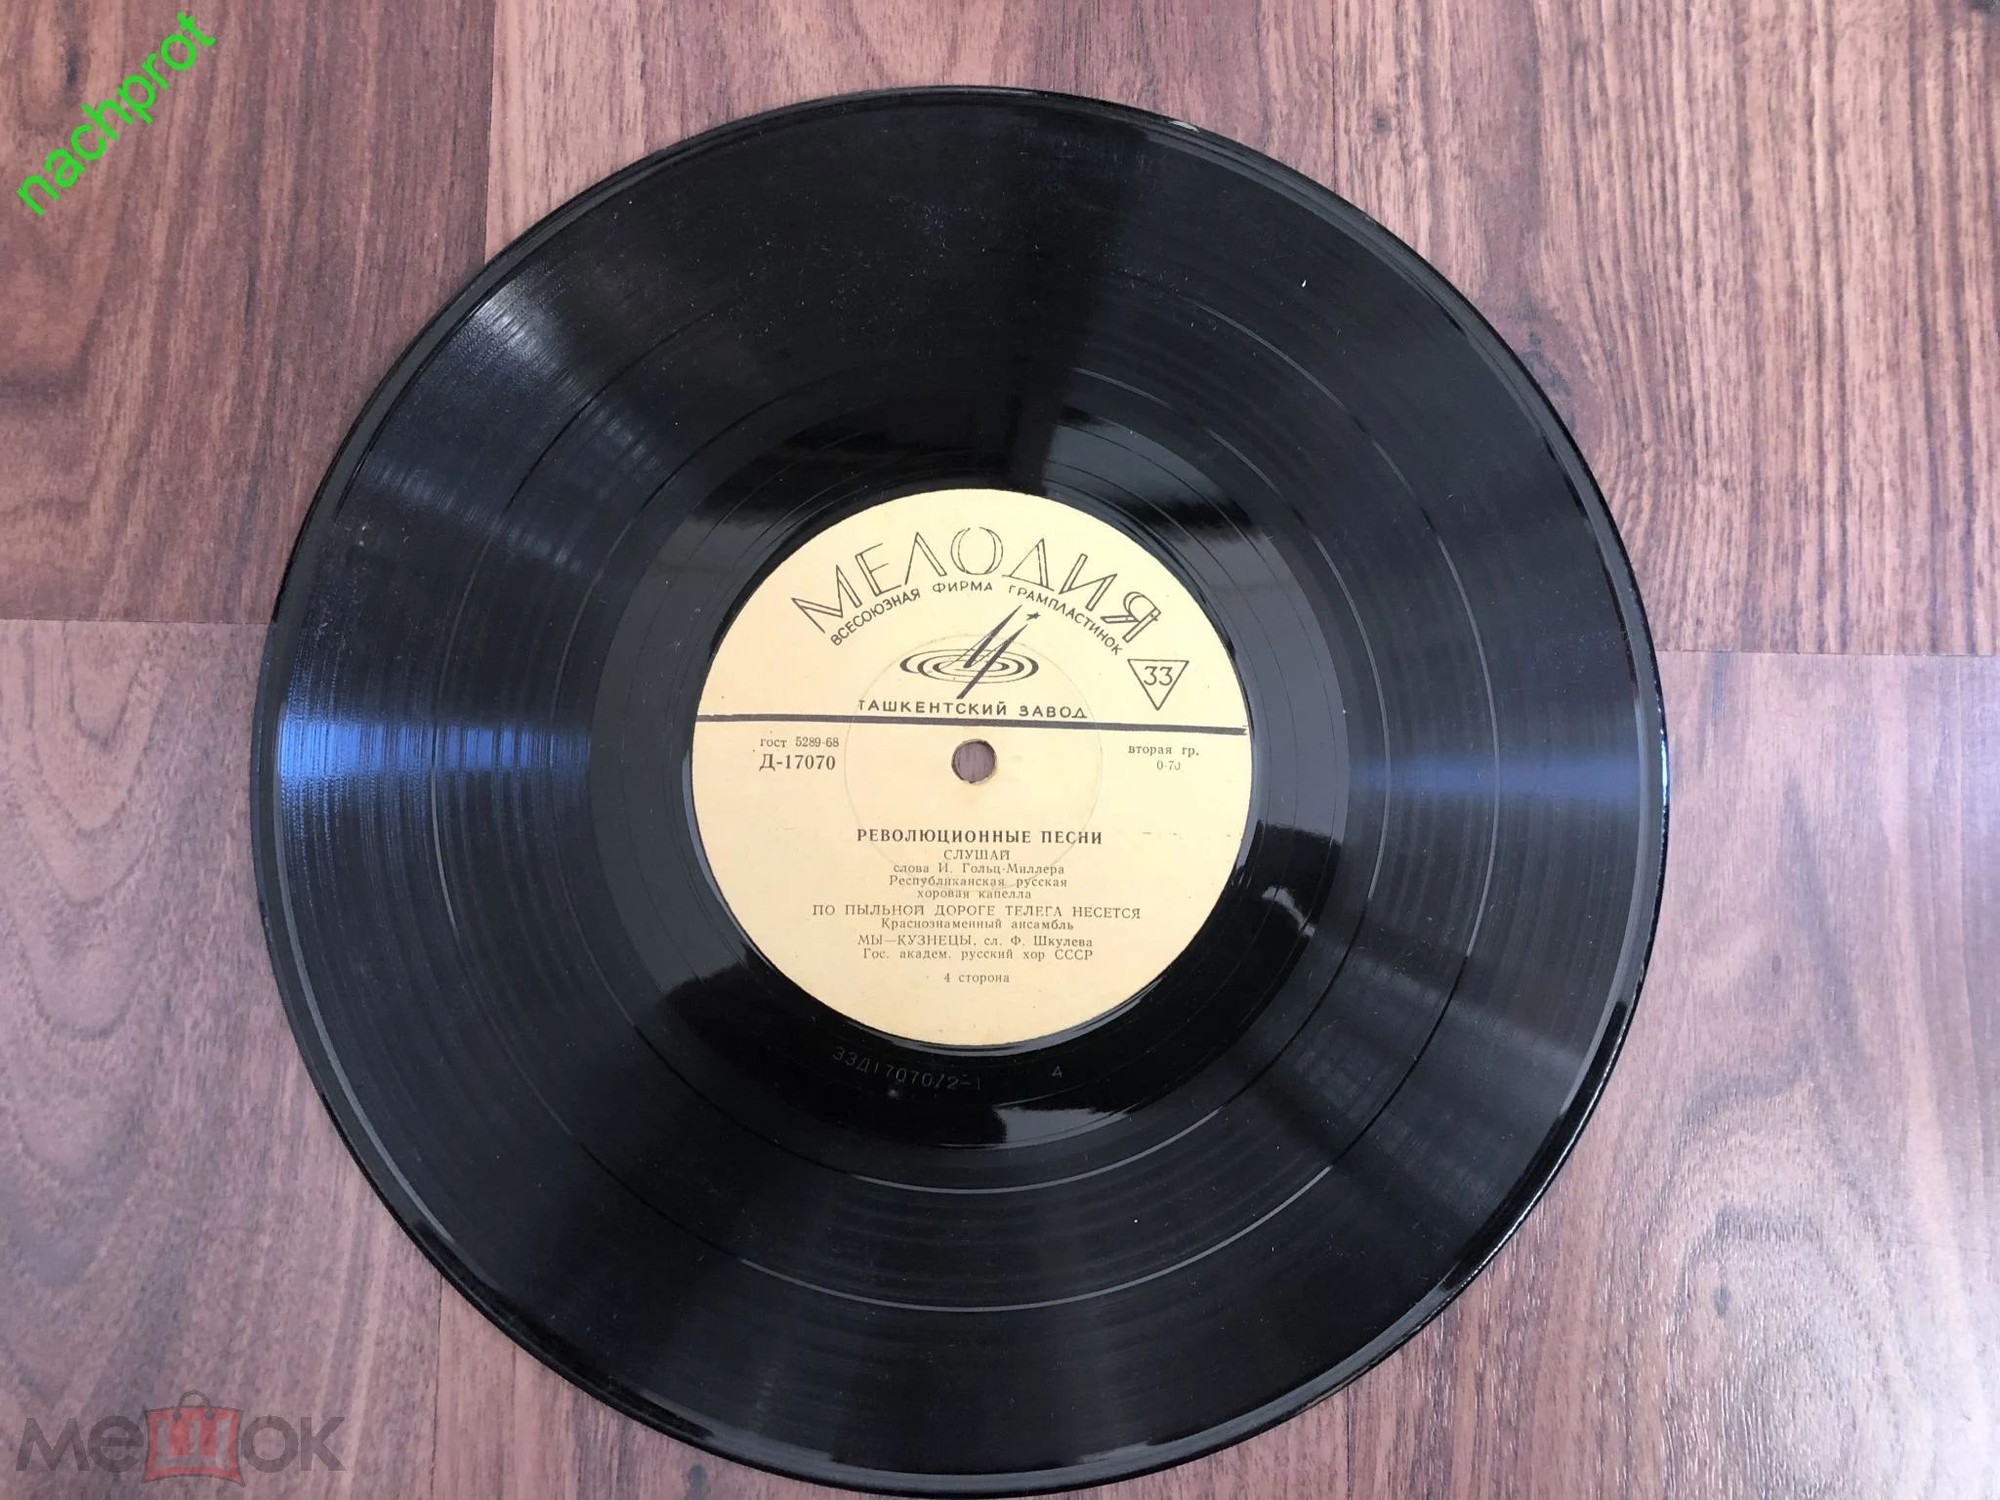 nachprot
МЕЛОДИЯ
ВСЕСОЮЗНАЯ ФИРМА ГРАМПЛАСТИНОК
33
ТАШКЕНТСКИЙ ЗАВОД
гост 5289-68
Д-17070
вторая гр.
РЕВОЛЮЦИОННЫЕ ПЕСНИ
СЛУШАЙ
слова И. Гольц-Миллера
Республиканская русская
хоровая капелла
ПО ПЫЛЬНОЙ ДОРОГЕ ТЕЛЕГА НЕСЕТСЯ
Краснознаменный ансамбль
МЫ—КУЗНЕЦЫ, сл. Ф. Шкулева
Гос. академ. русский хор СССР
4 сторона
33Д17070/2-1 А
мешок